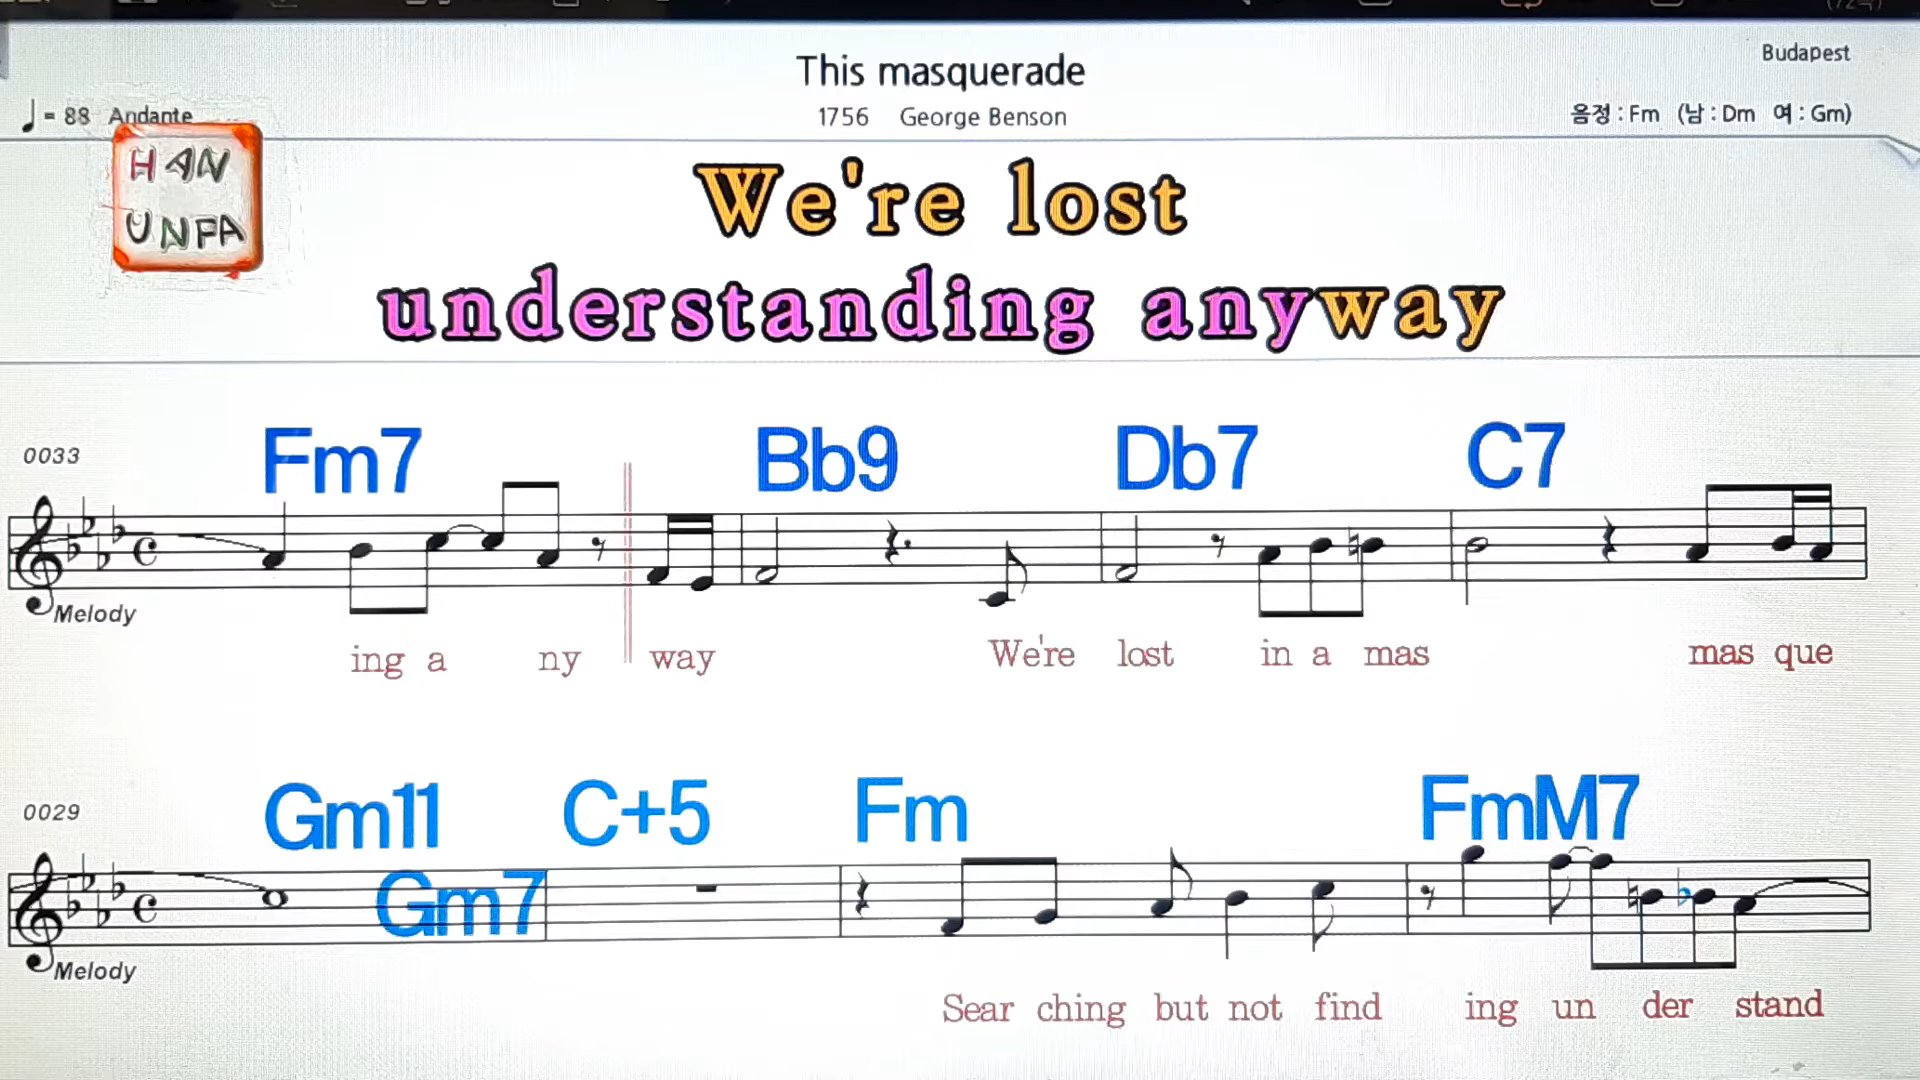 This masquerade
Budapest
♩ = 88 Andante
1756 George Benson
음정 : Fm (남 : Dm 여 : Gm)
HAN
UNFA
We're lost
understanding anyway
0033
Fm7 Bb9 Db7 C7
Melody
ing a ny way We're lost in a mas mas que
0029
Gm11 C+5 Fm FmM7
Gm7
Melody
Sear ching but not find ing un der stand